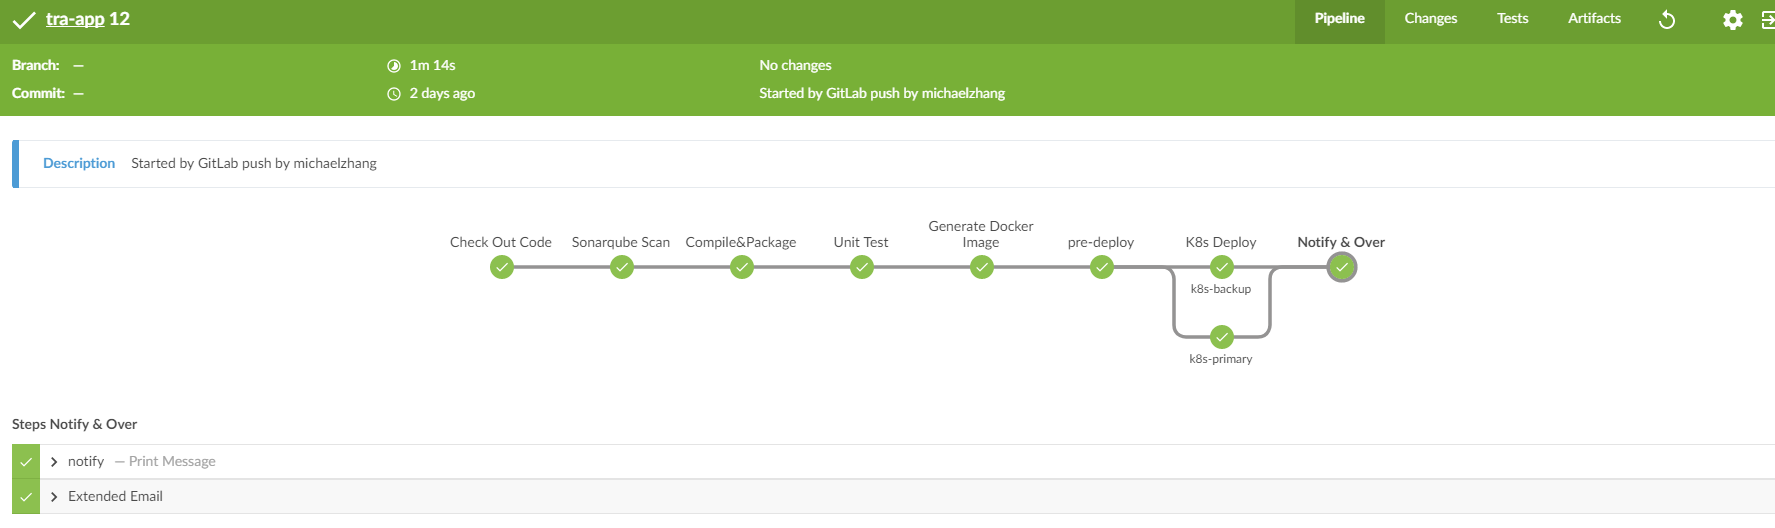 tra-app 12
Pipeline
Changes
Tests
Artifacts
Branch: —
1m 14s
No changes
Commit: —
2 days ago
Started by GitLab push by michaelzhang
Description Started by GitLab push by michaelzhang
Check Out Code
Sonarqube Scan
Compile&Package
Unit Test
Generate Docker
Image
pre-deploy
K8s Deploy
Notify & Over
k8s-backup
k8s-primary
Steps Notify & Over
notify — Print Message
Extended Email